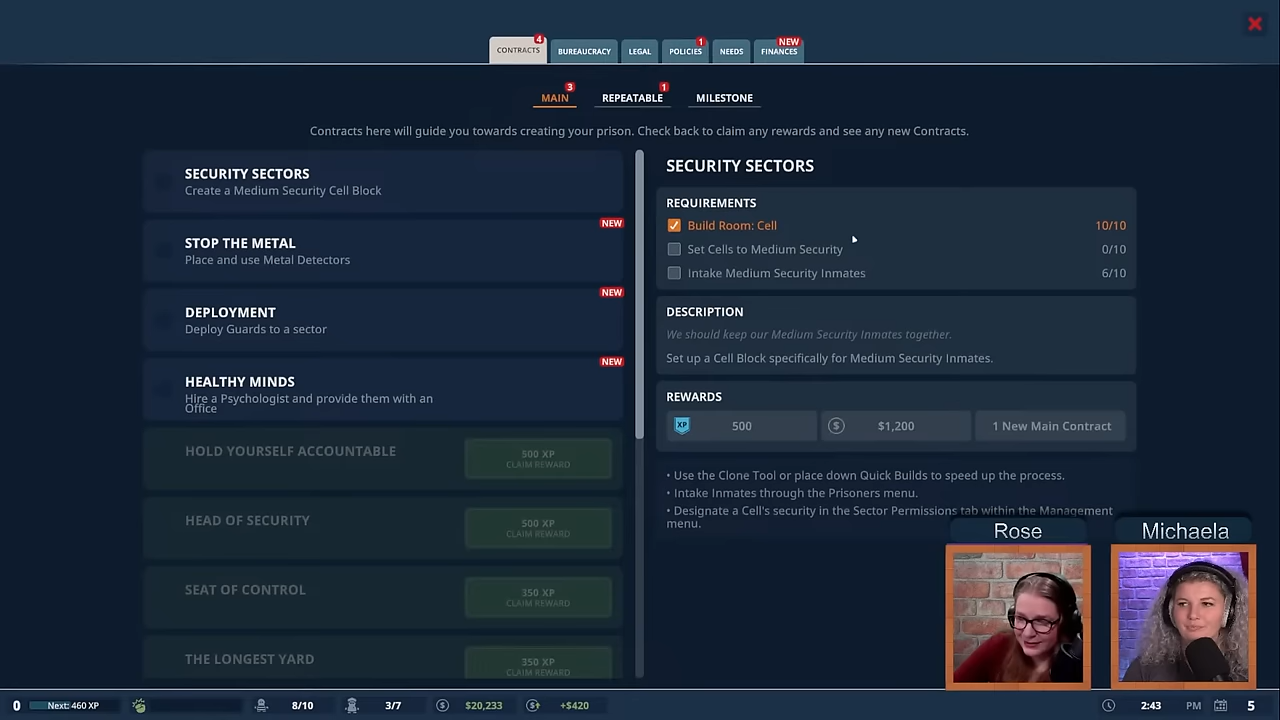 CONTRACTS
4
BUREAUCRACY
LEGAL
POLICIES
1
NEEDS
FINANCES
NEW
MAIN
3
REPEATABLE
1
MILESTONE
Contracts here will guide you towards creating your prison. Check back to claim any rewards and see any new Contracts.
SECURITY SECTORS
Create a Medium Security Cell Block
NEW
STOP THE METAL
Place and use Metal Detectors
NEW
DEPLOYMENT
Deploy Guards to a sector
NEW
HEALTHY MINDS
Hire a Psychologist and provide them with an
Office
HOLD YOURSELF ACCOUNTABLE
500 XP
CLAIM REWARD
HEAD OF SECURITY
500 XP
CLAIM REWARD
SEAT OF CONTROL
350 XP
CLAIM REWARD
THE LONGEST YARD
350 XP
CLAIM REWARD
SECURITY SECTORS
REQUIREMENTS
Build Room: Cell 10/10
Set Cells to Medium Security 0/10
Intake Medium Security Inmates 6/10
DESCRIPTION
We should keep our Medium Security Inmates together.
Set up a Cell Block specifically for Medium Security Inmates.
REWARDS
XP 500
$ $1,200
1 New Main Contract
• Use the Clone Tool or place down Quick Builds to speed up the process.
• Intake Inmates through the Prisoners menu.
• Designate a Cell's security in the Sector Permissions tab within the Management
menu.
Rose
Michaela
0 Next: 460 XP 8/10 3/7 $ $20,233 $ +$420 2:43 PM 5